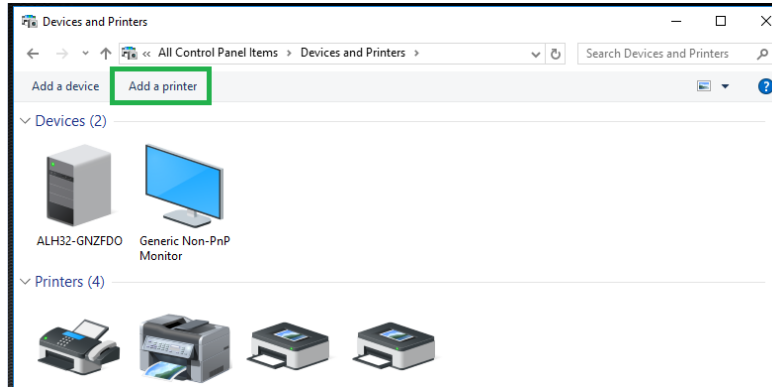 Devices and Printers
« All Control Panel Items > Devices and Printers >
Search Devices and Printers
Add a device
Add a printer
?
Devices (2)
ALH32-GNZFDO
Generic Non-PnP
Monitor
Printers (4)